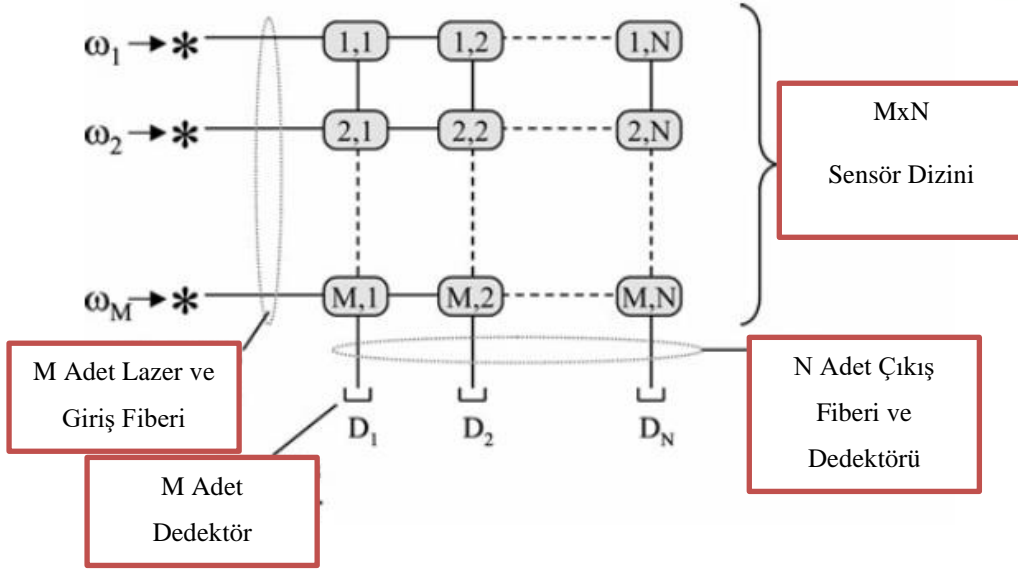 ω1 1,1 1,2 1,N
ω2 2,1 2,2 2,N
ωM M,1 M,2 M,N
MxN
Sensör Dizini
M Adet Lazer ve
Giriş Fiberi
D1 D2 DN
N Adet Çıkış
Fiberi ve
Dedektörü
M Adet
Dedektör